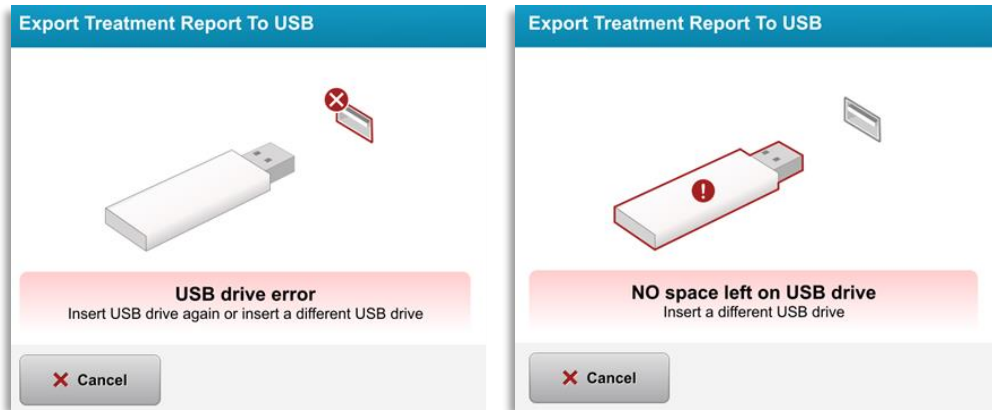 Export Treatment Report To USB
USB drive error
Insert USB drive again or insert a different USB drive
Cancel
Export Treatment Report To USB
NO space left on USB drive
Insert a different USB drive
Cancel